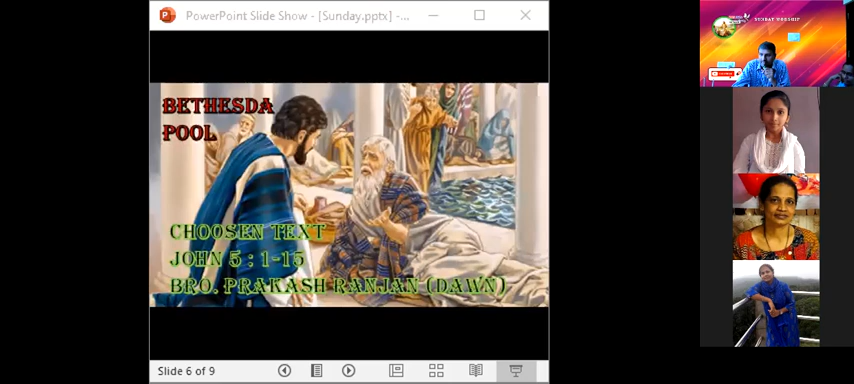 PowerPoint Slide Show - [Sunday.pptx] -...
BETHESDA
POOL
CHOOSEN TEXT
JOHN 5 : 1-15
BRO. PRAKASH RANJAN (DAWN)
Slide 6 of 9
SUNDAY WORSHIP